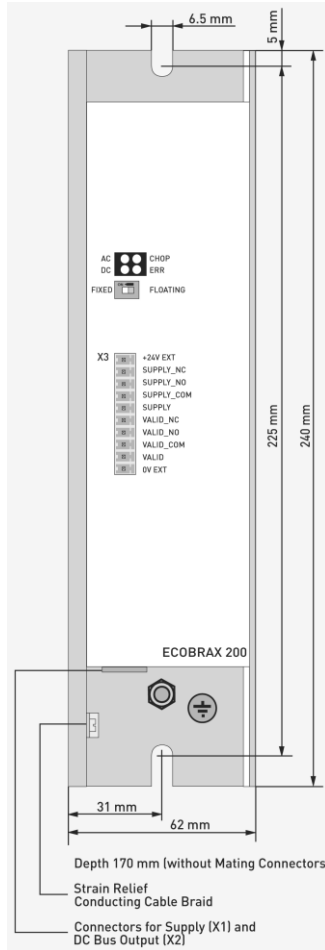 6.5 mm
5 mm
AC CHOP
DC ERR
ON
FIXED FLOATING
X3 +24V EXT
SUPPLY_NC
SUPPLY_NO
SUPPLY_COM
SUPPLY
VALID_NC
VALID_NO
VALID_COM
VALID
0V EXT
225 mm
240 mm
ECOBRAX 200
31 mm
62 mm
Depth 170 mm (without Mating Connectors
Strain Relief
Conducting Cable Braid
Connectors for Supply (X1) and
DC Bus Output (X2)